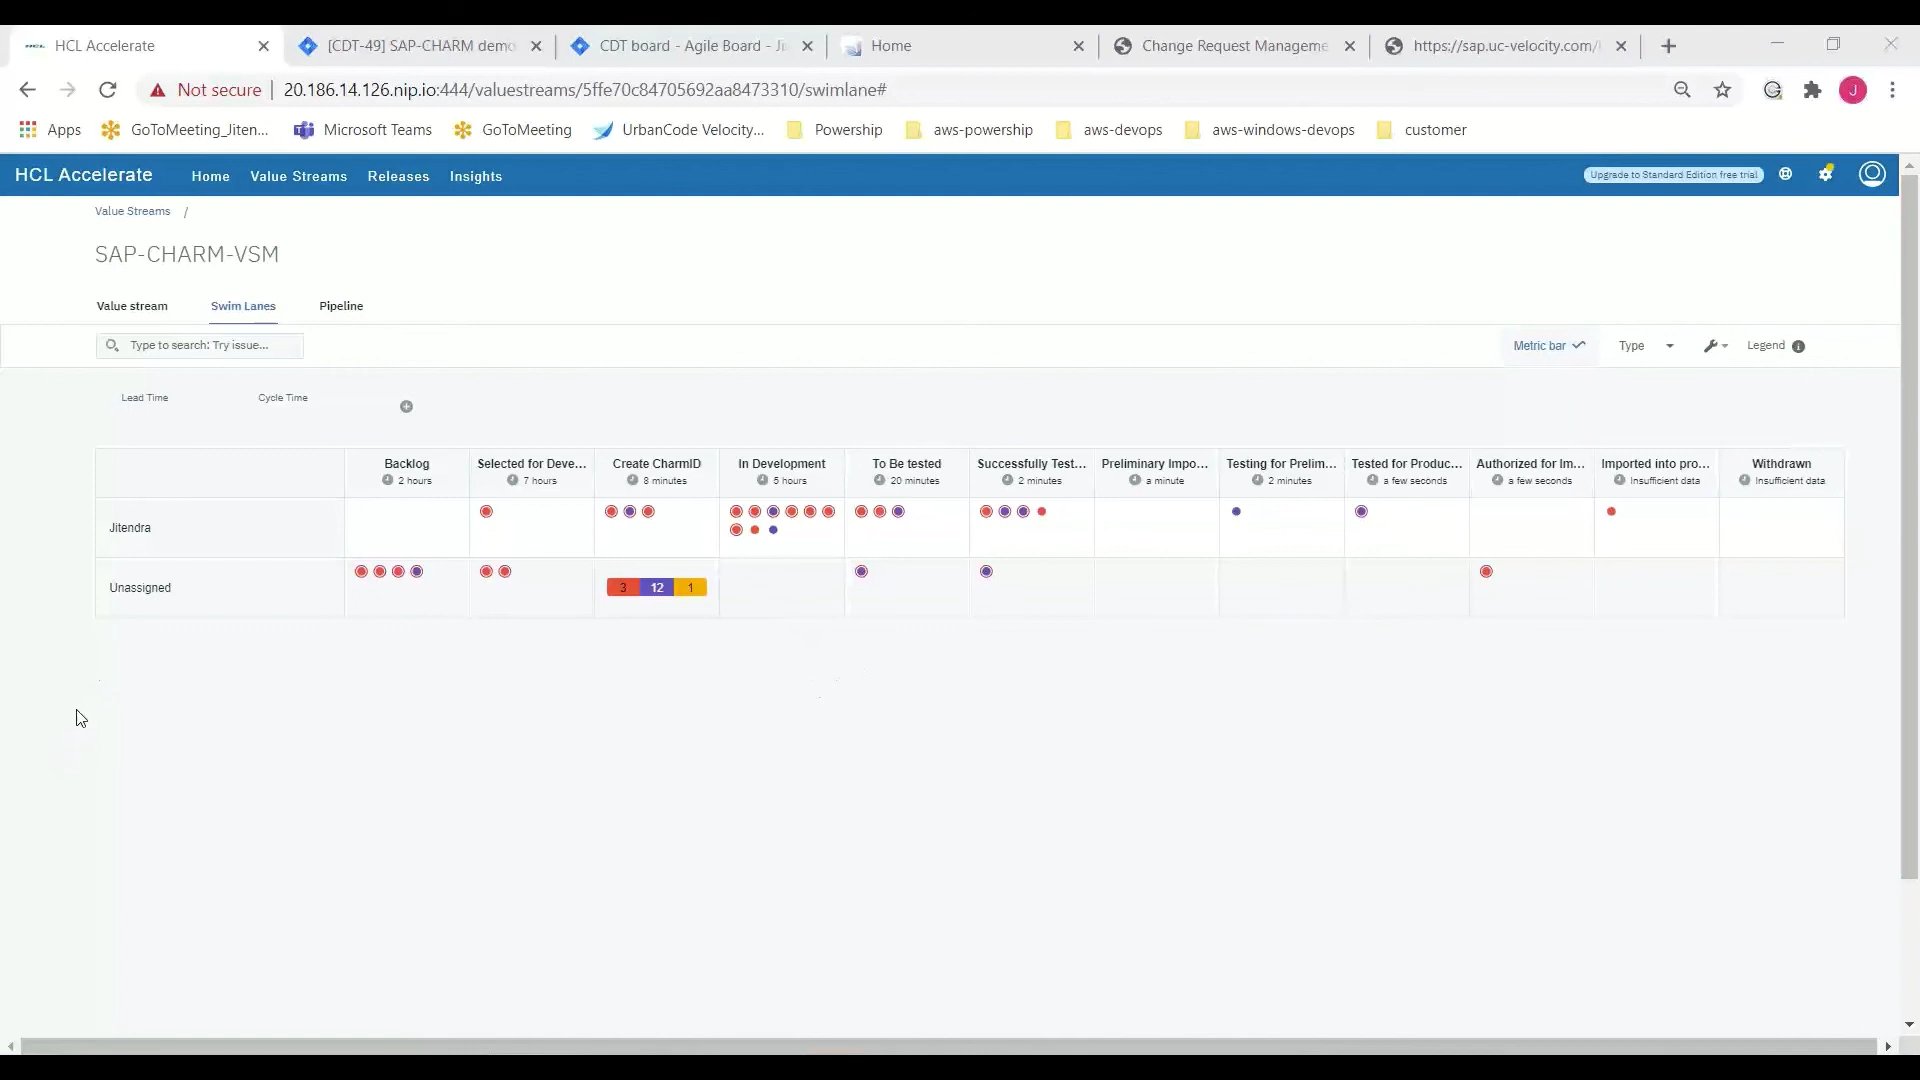 HCL Accelerate
[CDT-49] SAP-CHARM demo
CDT board - Agile Board - Ji
Home
Change Request Manageme
https://sap.uc-velocity.com/
Not secure
20.186.14.126.nip.io:444/valuestreams/5ffe70c84705692aa8473310/swimlane#
J
Apps
GoToMeeting_Jiten...
Microsoft Teams
GoToMeeting
UrbanCode Velocity...
Powership
aws-powership
aws-devops
aws-windows-devops
customer
HCL Accelerate
Home
Value Streams
Releases
Insights
Upgrade to Standard Edition free trial
Value Streams /
SAP-CHARM-VSM
Value stream
Swim Lanes
Pipeline
Type to search: Try issue...
Metric bar
Type
Legend
Lead Time
Cycle Time
Backlog
2 hours
Selected for Deve...
7 hours
Create CharmID
8 minutes
In Development
5 hours
To Be tested
20 minutes
Successfully Test...
2 minutes
Preliminary Impo...
a minute
Testing for Prelim...
2 minutes
Tested for Produc...
a few seconds
Authorized for Im...
a few seconds
Imported into pro...
Insufficient data
Withdrawn
Insufficient data
Jitendra
Unassigned
3 12 1